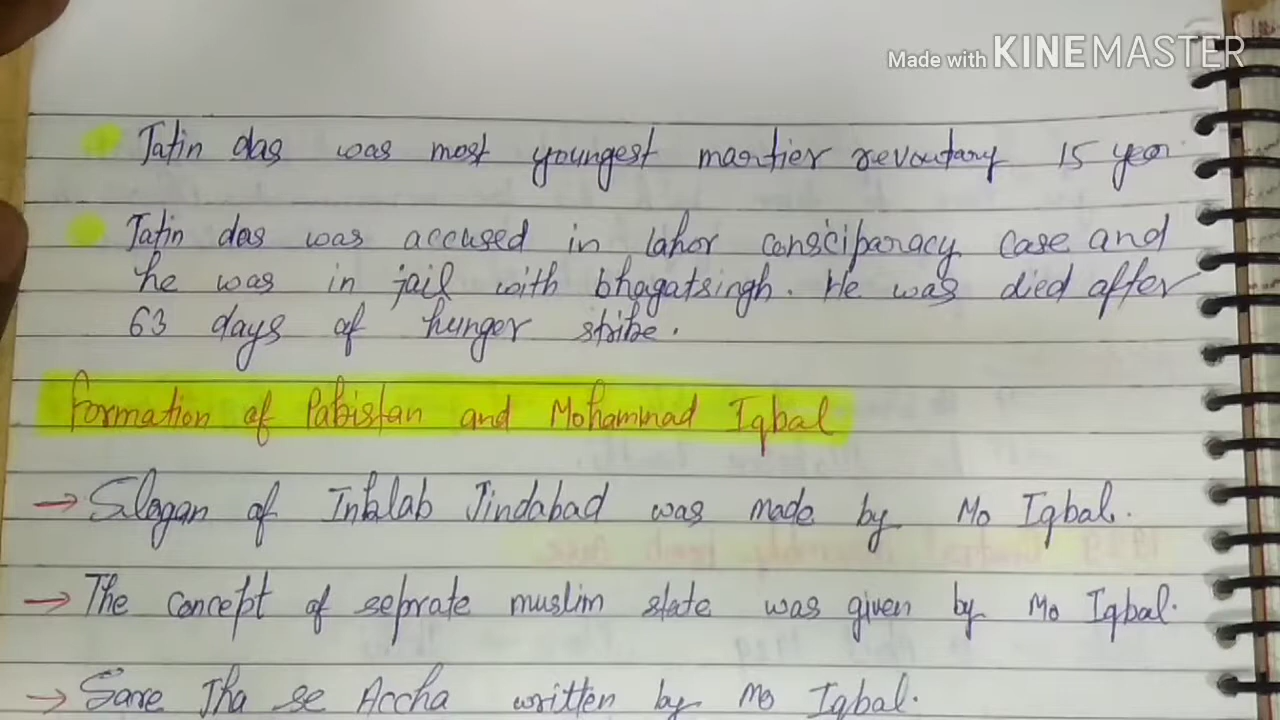 Made with KINEMASTER
Jatin das was most youngest martier revoutary 15 year
Jatin das was accused in lahor consciparacy case and
he was in jail with bhagatsingh. He was died after
63 days of hunger strike.
Formation of Pakistan and Mohammad Iqbal
→ Slogan of Inklab Jindabad was made by Mo Iqbal.
→ The concept of seprate muslim state was given by Mo Iqbal.
→ Sare Jha se Accha written by Mo Iqbal.